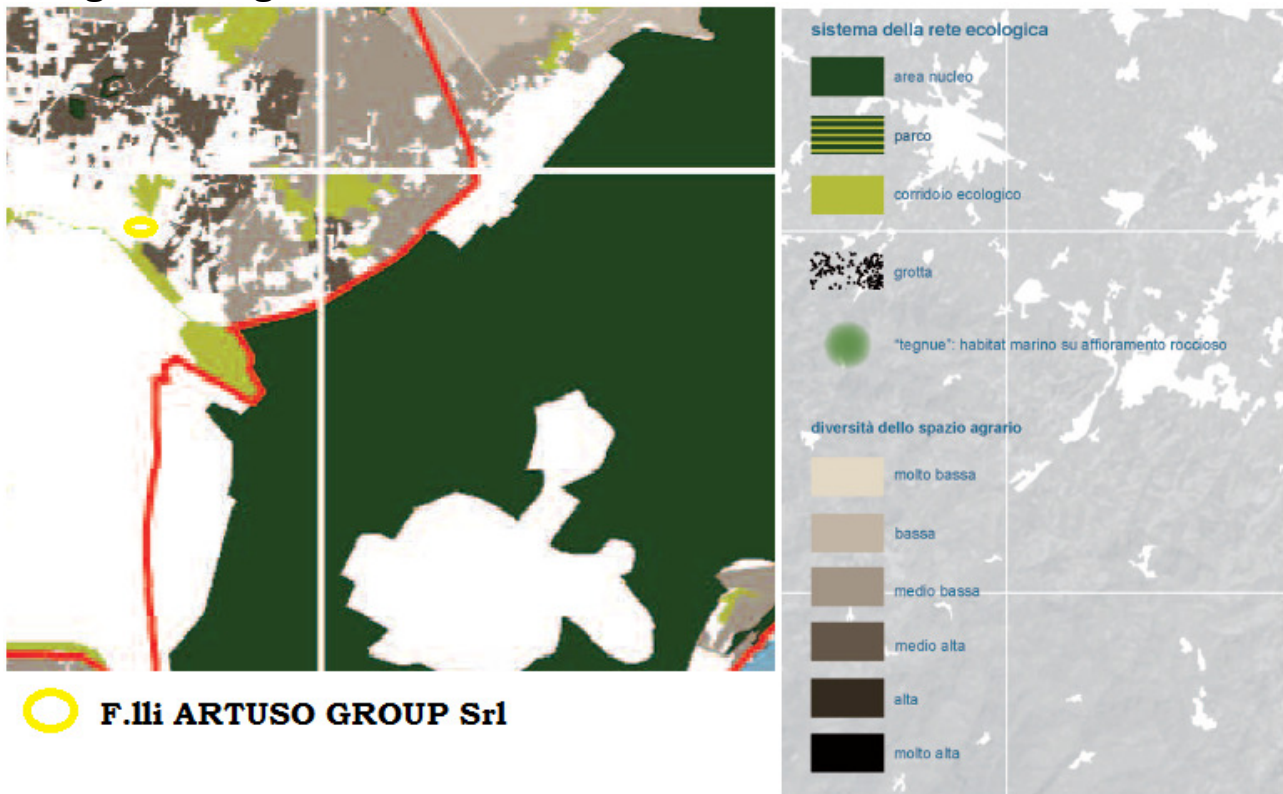 F.lli ARTUSO GROUP Srl
sistema della rete ecologica
area nucleo
parco
corridoio ecologico
grotta
"tegnue": habitat marino su affioramento roccioso
diversità dello spazio agrario
molto bassa
bassa
medio bassa
medio alta
alta
molto alta